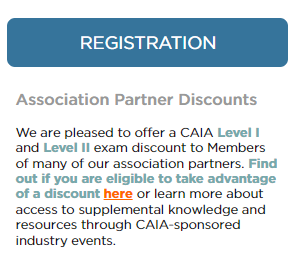 REGISTRATION
Association Partner Discounts
We are pleased to offer a CAIA Level I
and Level II exam discount to Members
of many of our association partners. Find
out if you are eligible to take advantage
of a discount here or learn more about
access to supplemental knowledge and
resources through CAIA-sponsored
industry events.